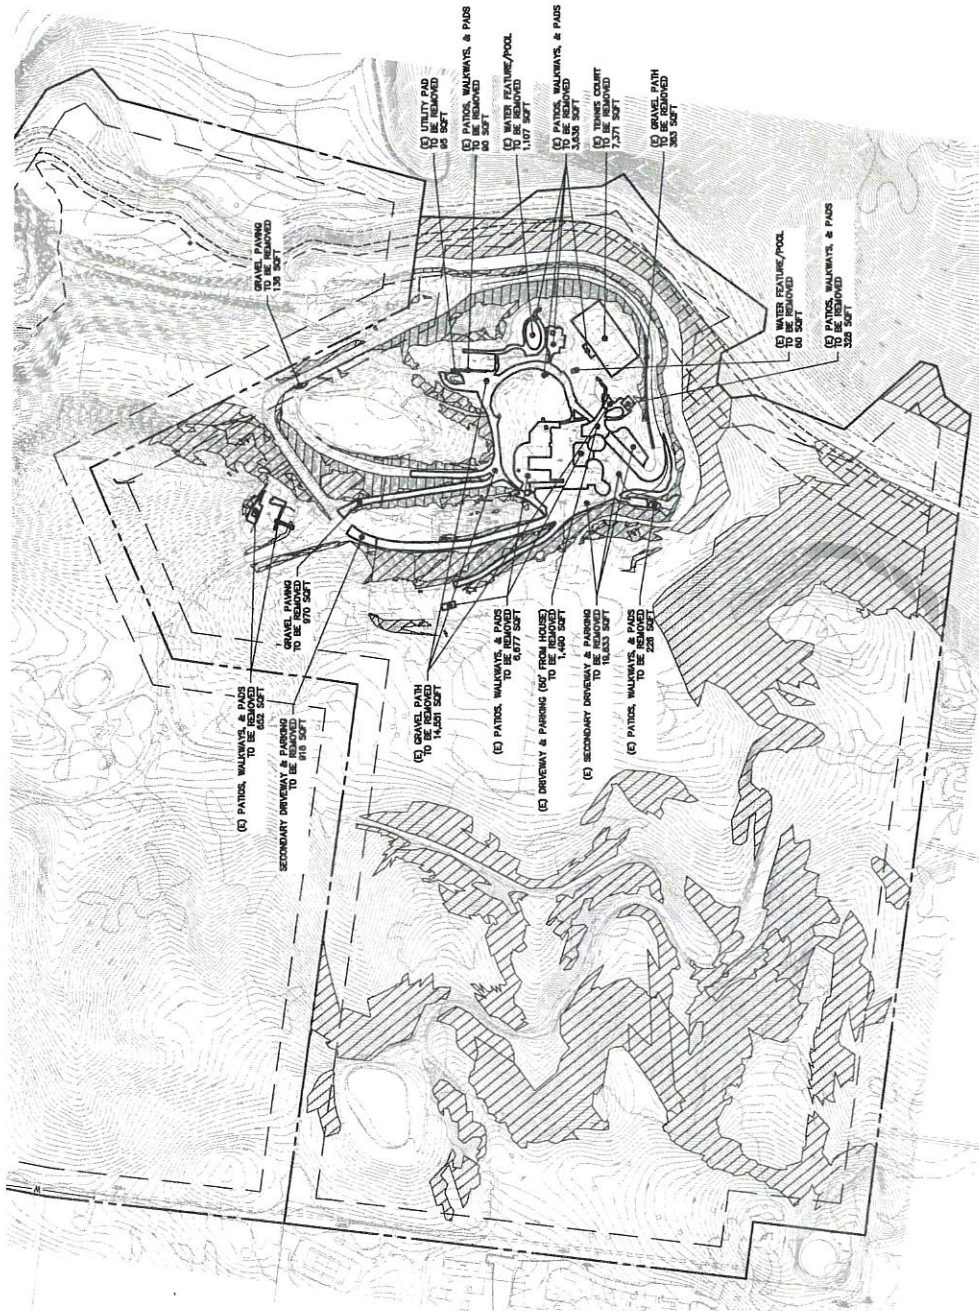 (E) UTILITY PAD
TO BE REMOVED
95 SQFT
(E) PATIOS, WALKWAYS, & PADS
TO BE REMOVED
90 SQFT
(E) WATER FEATURE/POOL
TO BE REMOVED
1,107 SQFT
(E) PATIOS, WALKWAYS, & PADS
TO BE REMOVED
3,638 SQFT
(E) TENNIS COURT
TO BE REMOVED
7,371 SQFT
(E) GRAVEL PATH
TO BE REMOVED
363 SQFT
GRAVEL PAVING
TO BE REMOVED
136 SQFT
(E) WATER FEATURE/POOL
TO BE REMOVED
60 SQFT
(E) PATIOS, WALKWAYS, & PADS
TO BE REMOVED
328 SQFT
(E) PATIOS, WALKWAYS, & PADS
TO BE REMOVED
652 SQFT
SECONDARY DRIVEWAY & PARKING
TO BE REMOVED
918 SQFT
GRAVEL PAVING
TO BE REMOVED
970 SQFT
(E) GRAVEL PATH
TO BE REMOVED
14,551 SQFT
(E) PATIOS, WALKWAYS, & PADS
TO BE REMOVED
6,677 SQFT
(E) DRIVEWAY & PARKING (50' FROM HOUSE)
TO BE REMOVED
1,490 SQFT
(E) SECONDARY DRIVEWAY & PARKING
TO BE REMOVED
19,633 SQFT
(E) PATIOS, WALKWAYS, & PADS
TO BE REMOVED
226 SQFT
W